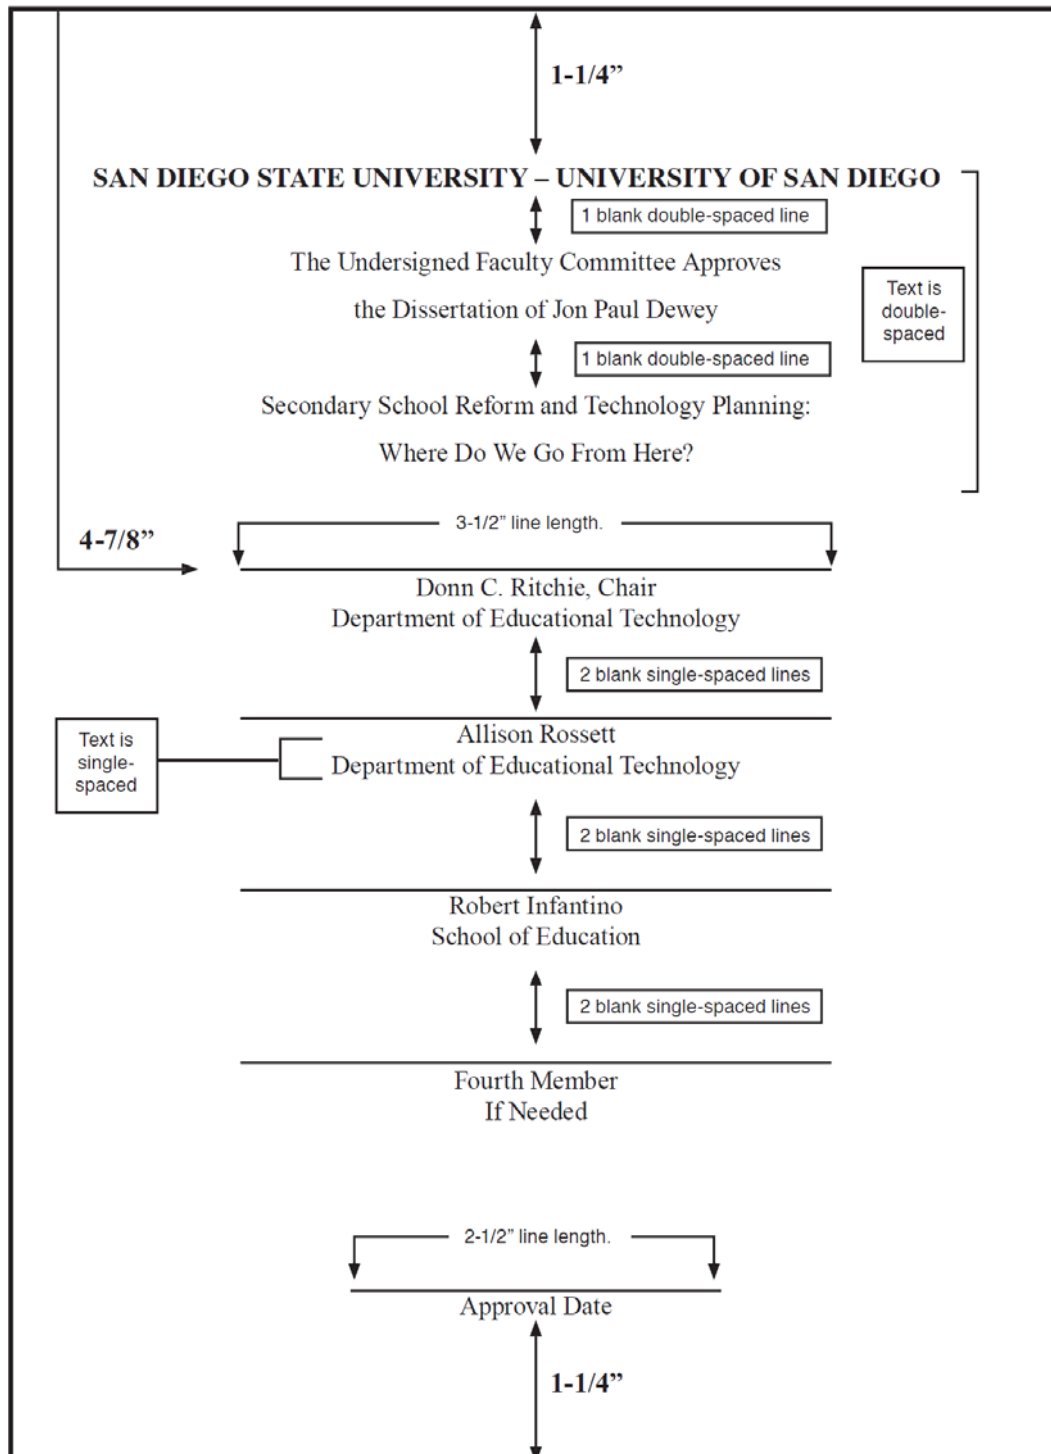 1-1/4”
SAN DIEGO STATE UNIVERSITY – UNIVERSITY OF SAN DIEGO
1 blank double-spaced line
The Undersigned Faculty Committee Approves
the Dissertation of Jon Paul Dewey
Text is
double-
spaced
1 blank double-spaced line
Secondary School Reform and Technology Planning:
Where Do We Go From Here?
3-1/2” line length.
4-7/8”
Donn C. Ritchie, Chair
Department of Educational Technology
2 blank single-spaced lines
Text is
single-
spaced
Allison Rossett
Department of Educational Technology
2 blank single-spaced lines
Robert Infantino
School of Education
2 blank single-spaced lines
Fourth Member
If Needed
2-1/2” line length.
Approval Date
1-1/4”